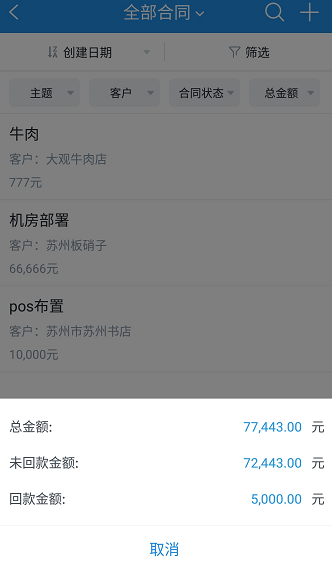 全部合同
创建日期 筛选
主题 客户 合同状态 总金额
牛肉
客户：大观牛肉店
777元
机房部署
客户：苏州板硝子
66,666元
pos布置
客户：苏州市苏州书店
10,000元
总金额: 77,443.00 元
未回款金额: 72,443.00 元
回款金额: 5,000.00 元
取消